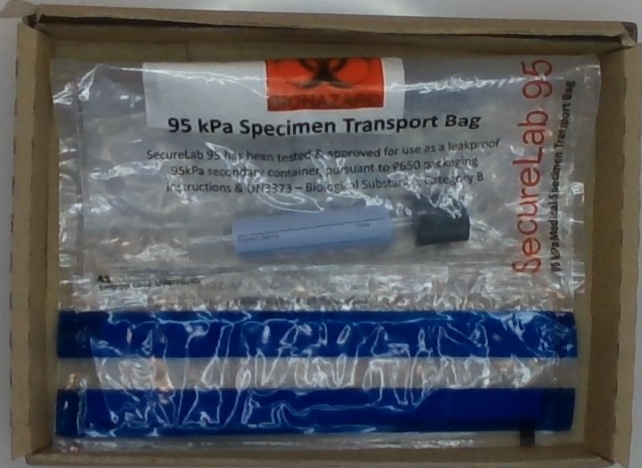 BIOHAZARD
95 kPa Specimen Transport Bag
SecureLab 95 has been tested & approved for use as a leakproof
95kPa secondary container, pursuant to P650 packaging
instructions & UN3373 – Biological Substance, Category B
SecureLab 95
95 kPa Medical Specimen Transport Bag
A1